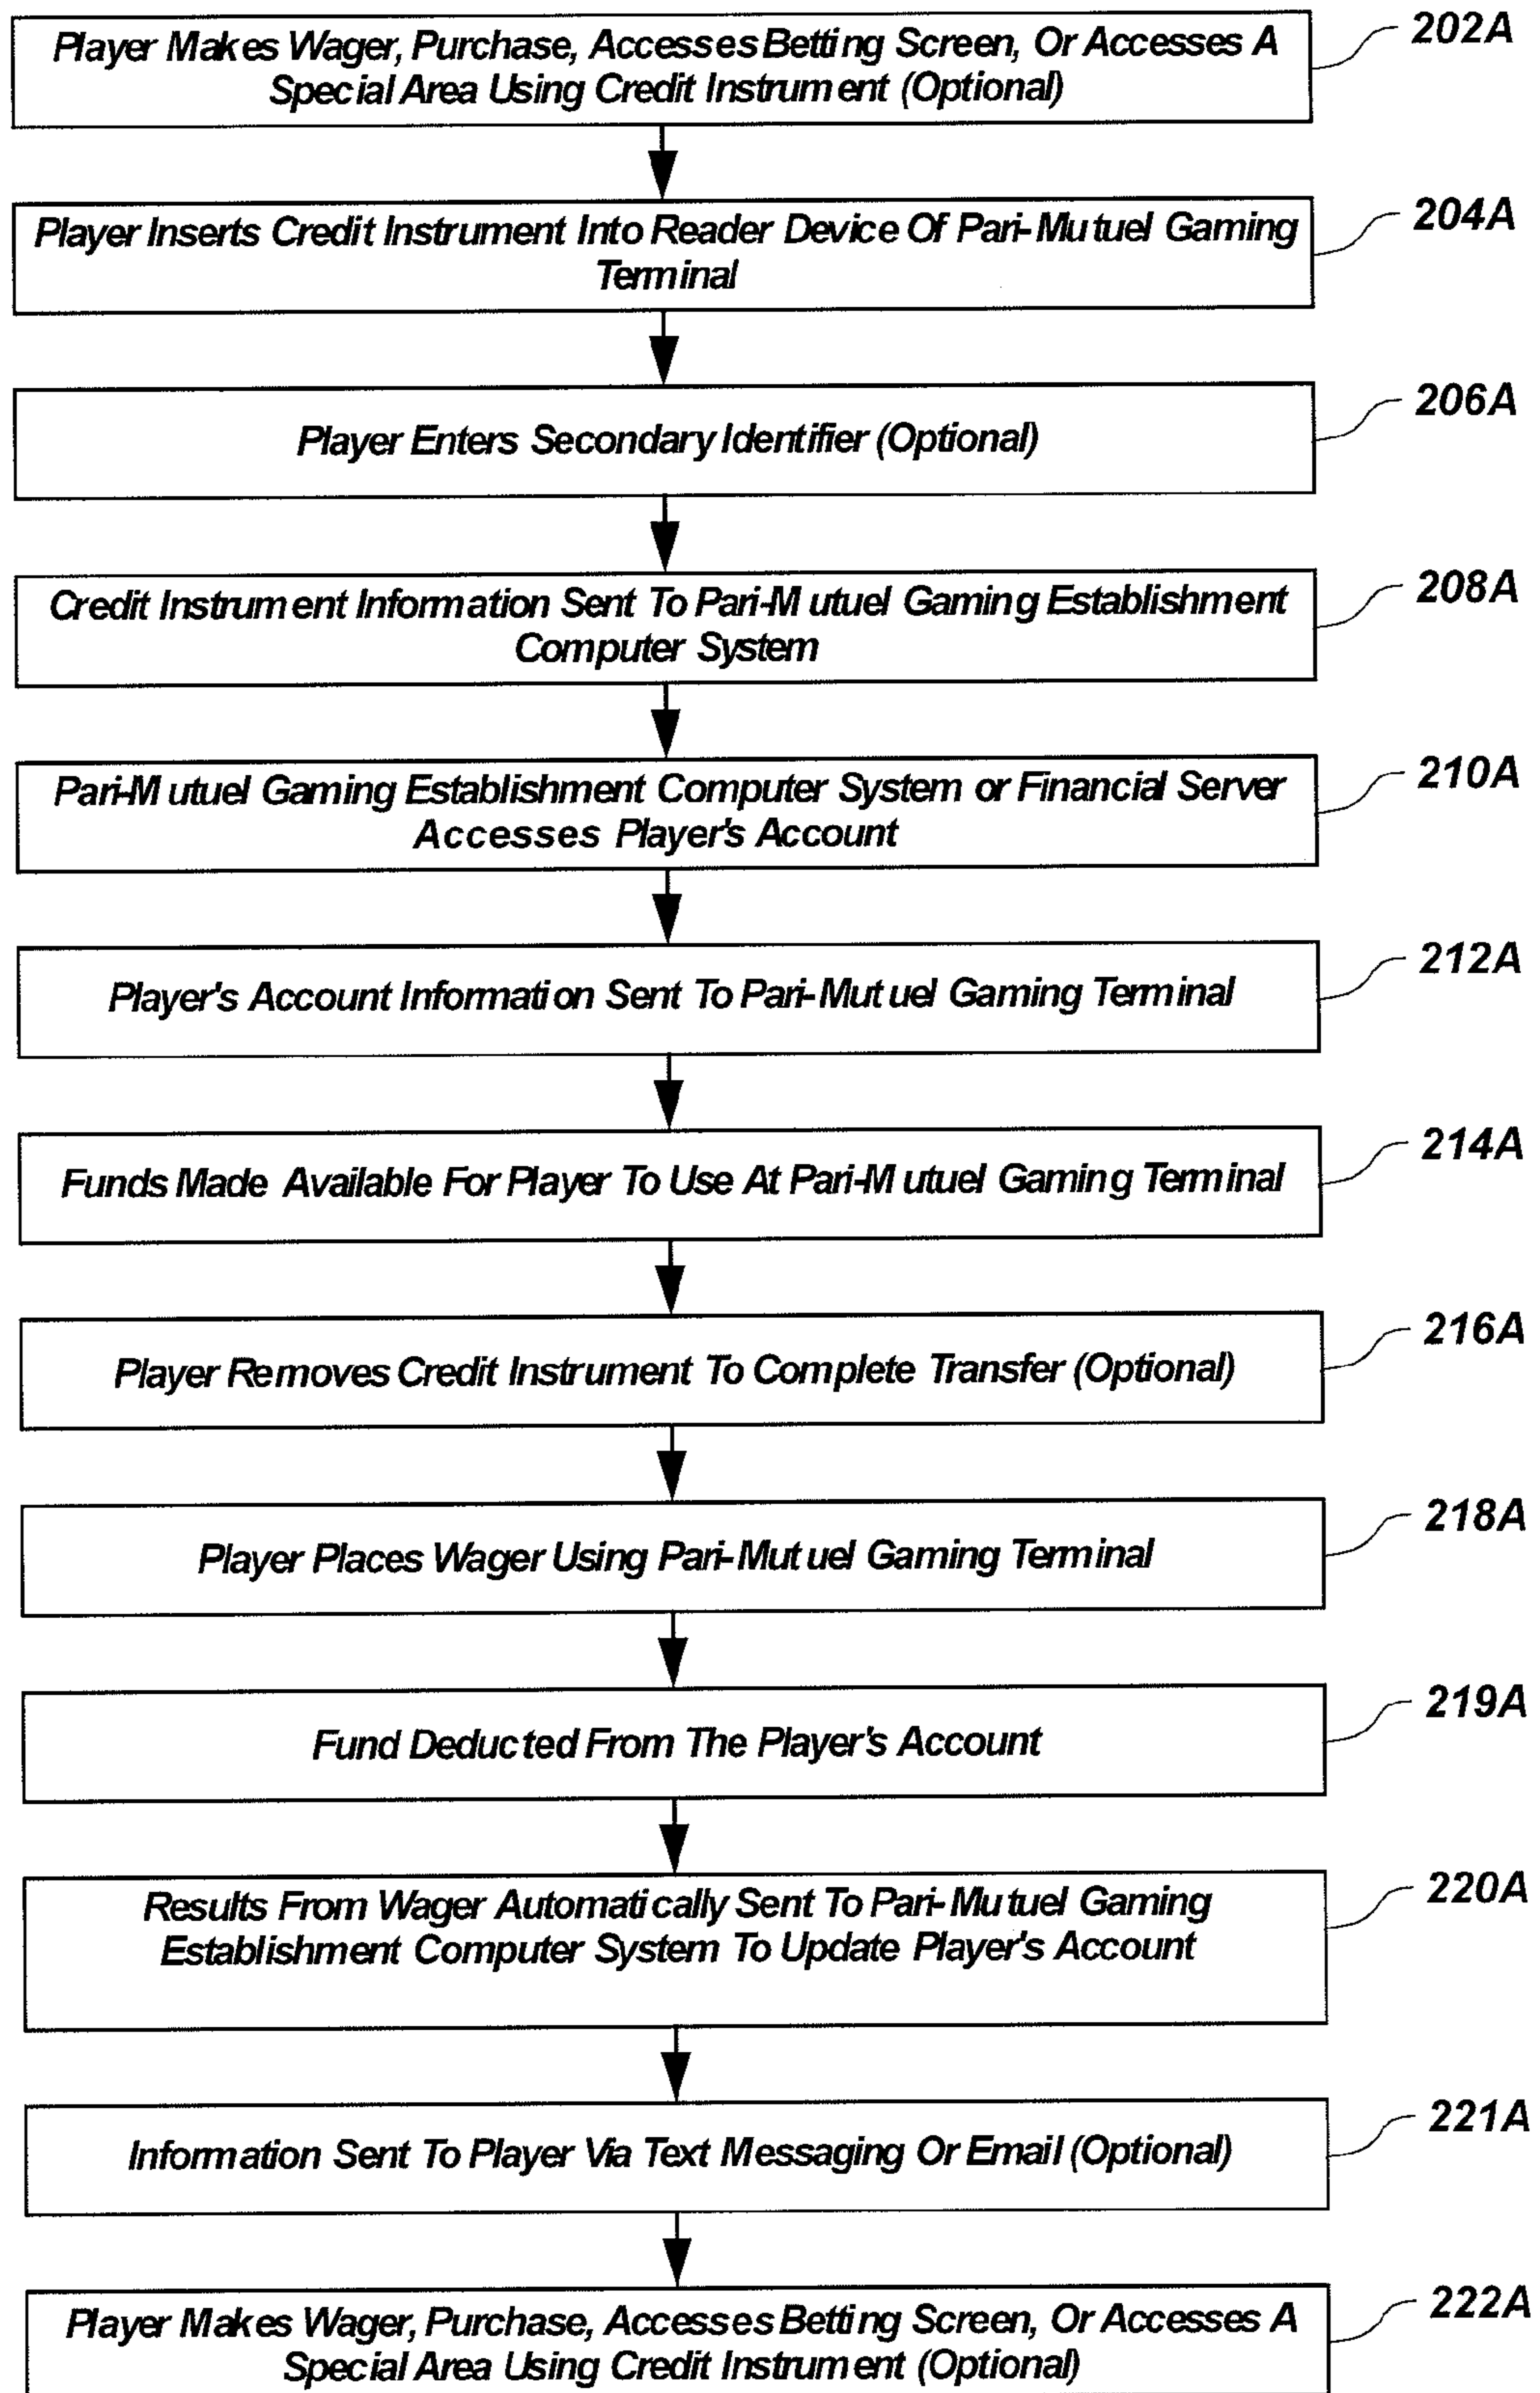 Player Makes Wager, Purchase, Accesses Betting Screen, Or Accesses A
Special Area Using Credit Instrument (Optional)
202A
Player Inserts Credit Instrument Into Reader Device Of Pari-Mutuel Gaming
Terminal
204A
Player Enters Secondary Identifier (Optional)
206A
Credit Instrument Information Sent To Pari-Mutuel Gaming Establishment
Computer System
208A
Pari-Mutuel Gaming Establishment Computer System or Financial Server
Accesses Player's Account
210A
Player's Account Information Sent To Pari-Mutuel Gaming Terminal
212A
Funds Made Available For Player To Use At Pari-Mutuel Gaming Terminal
214A
Player Removes Credit Instrument To Complete Transfer (Optional)
216A
Player Places Wager Using Pari-Mutuel Gaming Terminal
218A
Fund Deducted From The Player's Account
219A
Results From Wager Automatically Sent To Pari-Mutuel Gaming
Establishment Computer System To Update Player's Account
220A
Information Sent To Player Via Text Messaging Or Email (Optional)
221A
Player Makes Wager, Purchase, Accesses Betting Screen, Or Accesses A
Special Area Using Credit Instrument (Optional)
222A